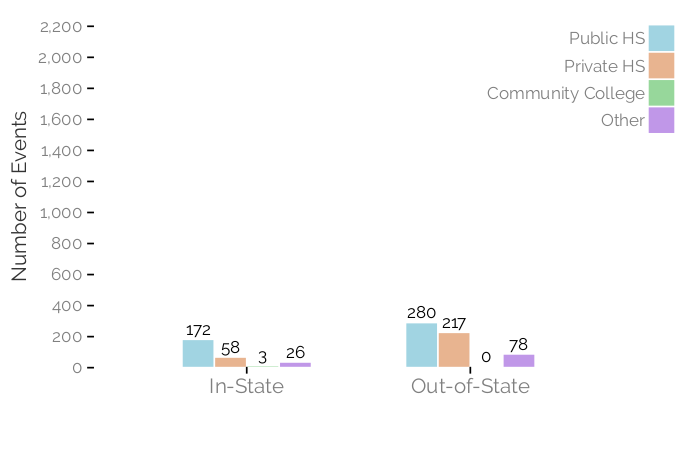 Number of Events
2,200
2,000
1,800
1,600
1,400
1,200
1,000
800
600
400
200
0
Public HS
Private HS
Community College
Other
172
58
3
26
280
217
0
78
In-State
Out-of-State